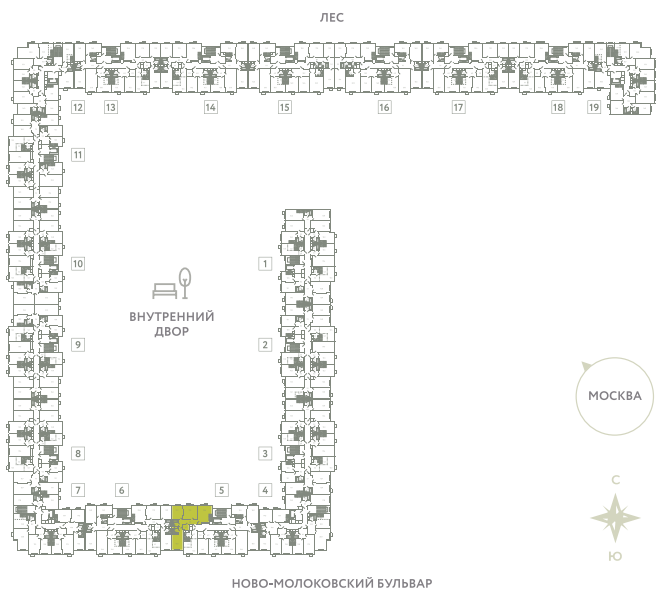 ЛЕС
12 13 14 15 16 17 18 19
11
10 1
ВНУТРЕННИЙ
ДВОР
9 2
МОСКВА
8 3
7 6 5 4
С
Ю
НОВО-МОЛОКОВСКИЙ БУЛЬВАР